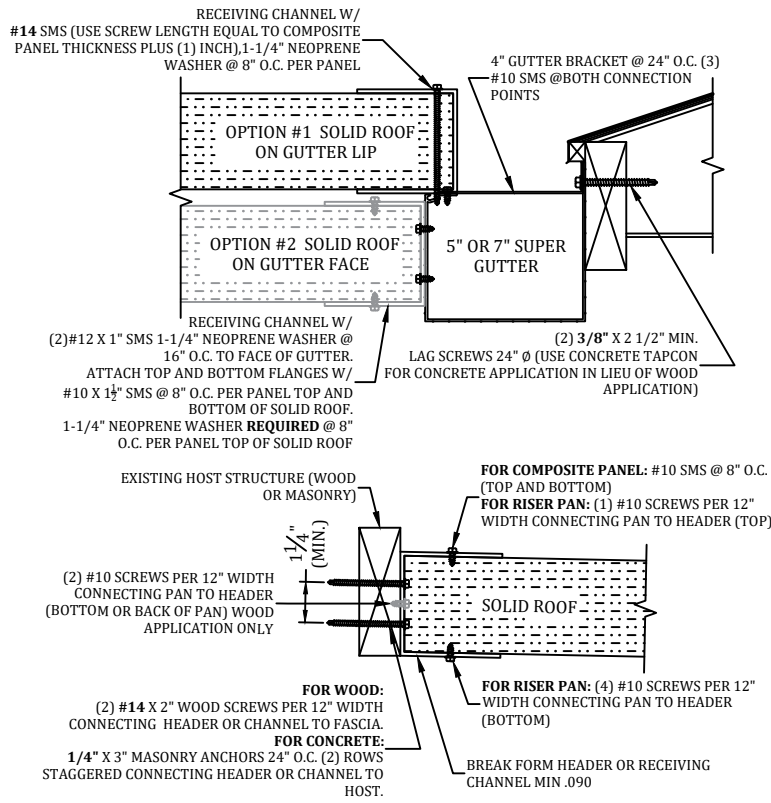 RECEIVING CHANNEL W/
#14 SMS (USE SCREW LENGTH EQUAL TO COMPOSITE
PANEL THICKNESS PLUS (1) INCH),1-1/4" NEOPRENE
WASHER @ 8" O.C. PER PANEL
4" GUTTER BRACKET @ 24" O.C. (3)
#10 SMS @BOTH CONNECTION
POINTS
OPTION #1 SOLID ROOF
ON GUTTER LIP
OPTION #2 SOLID ROOF
ON GUTTER FACE
5" OR 7" SUPER
GUTTER
RECEIVING CHANNEL W/
(2)#12 X 1" SMS 1-1/4" NEOPRENE WASHER @
16" O.C. TO FACE OF GUTTER.
ATTACH TOP AND BOTTOM FLANGES W/
#10 X 1½" SMS @ 8" O.C. PER PANEL TOP AND
BOTTOM OF SOLID ROOF.
1-1/4" NEOPRENE WASHER REQUIRED @ 8"
O.C. PER PANEL TOP OF SOLID ROOF
(2) 3/8" X 2 1/2" MIN.
LAG SCREWS 24" Ø (USE CONCRETE TAPCON
FOR CONCRETE APPLICATION IN LIEU OF WOOD
APPLICATION)
EXISTING HOST STRUCTURE (WOOD
OR MASONRY)
FOR COMPOSITE PANEL: #10 SMS @ 8" O.C.
(TOP AND BOTTOM)
FOR RISER PAN: (1) #10 SCREWS PER 12"
WIDTH CONNECTING PAN TO HEADER (TOP)
1¼"
(MIN.)
(2) #10 SCREWS PER 12" WIDTH
CONNECTING PAN TO HEADER
(BOTTOM OR BACK OF PAN) WOOD
APPLICATION ONLY
SOLID ROOF
FOR WOOD:
(2) #14 X 2" WOOD SCREWS PER 12" WIDTH
CONNECTING HEADER OR CHANNEL TO FASCIA.
FOR CONCRETE:
1/4" X 3" MASONRY ANCHORS 24" O.C. (2) ROWS
STAGGERED CONNECTING HEADER OR CHANNEL TO
HOST.
FOR RISER PAN: (4) #10 SCREWS PER 12"
WIDTH CONNECTING PAN TO HEADER
(BOTTOM)
BREAK FORM HEADER OR RECEIVING
CHANNEL MIN .090